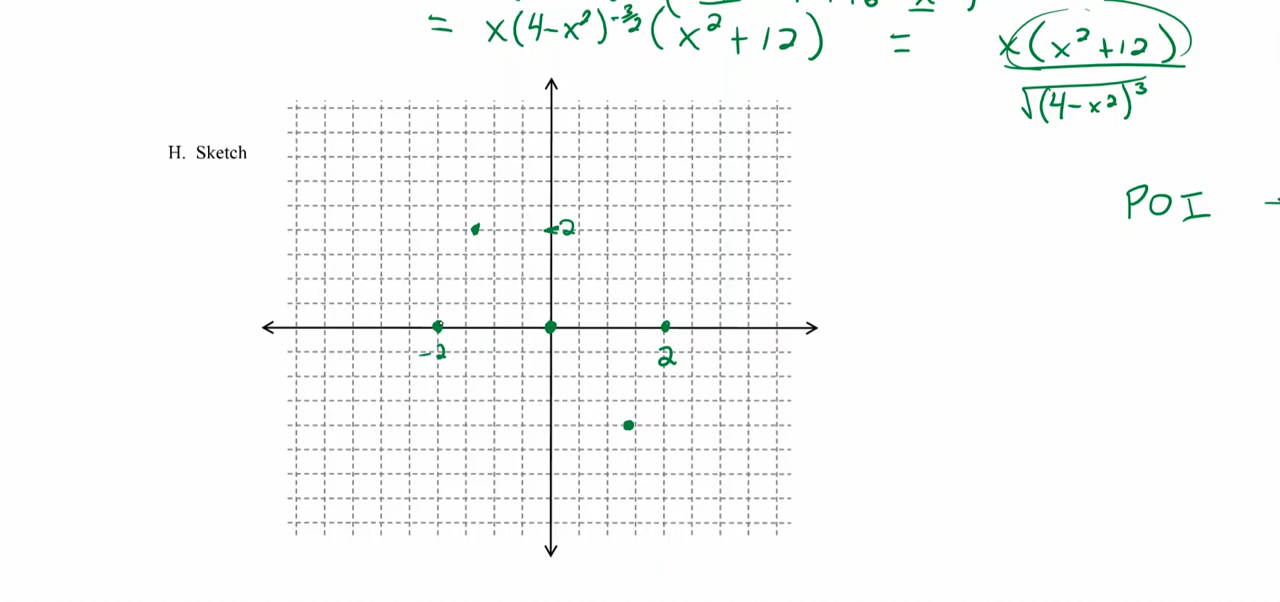 = x(4-x²)^{-3/2} (x²+12) = x(x²+12) / √(4-x²)³
H. Sketch
POI
2
-2 2